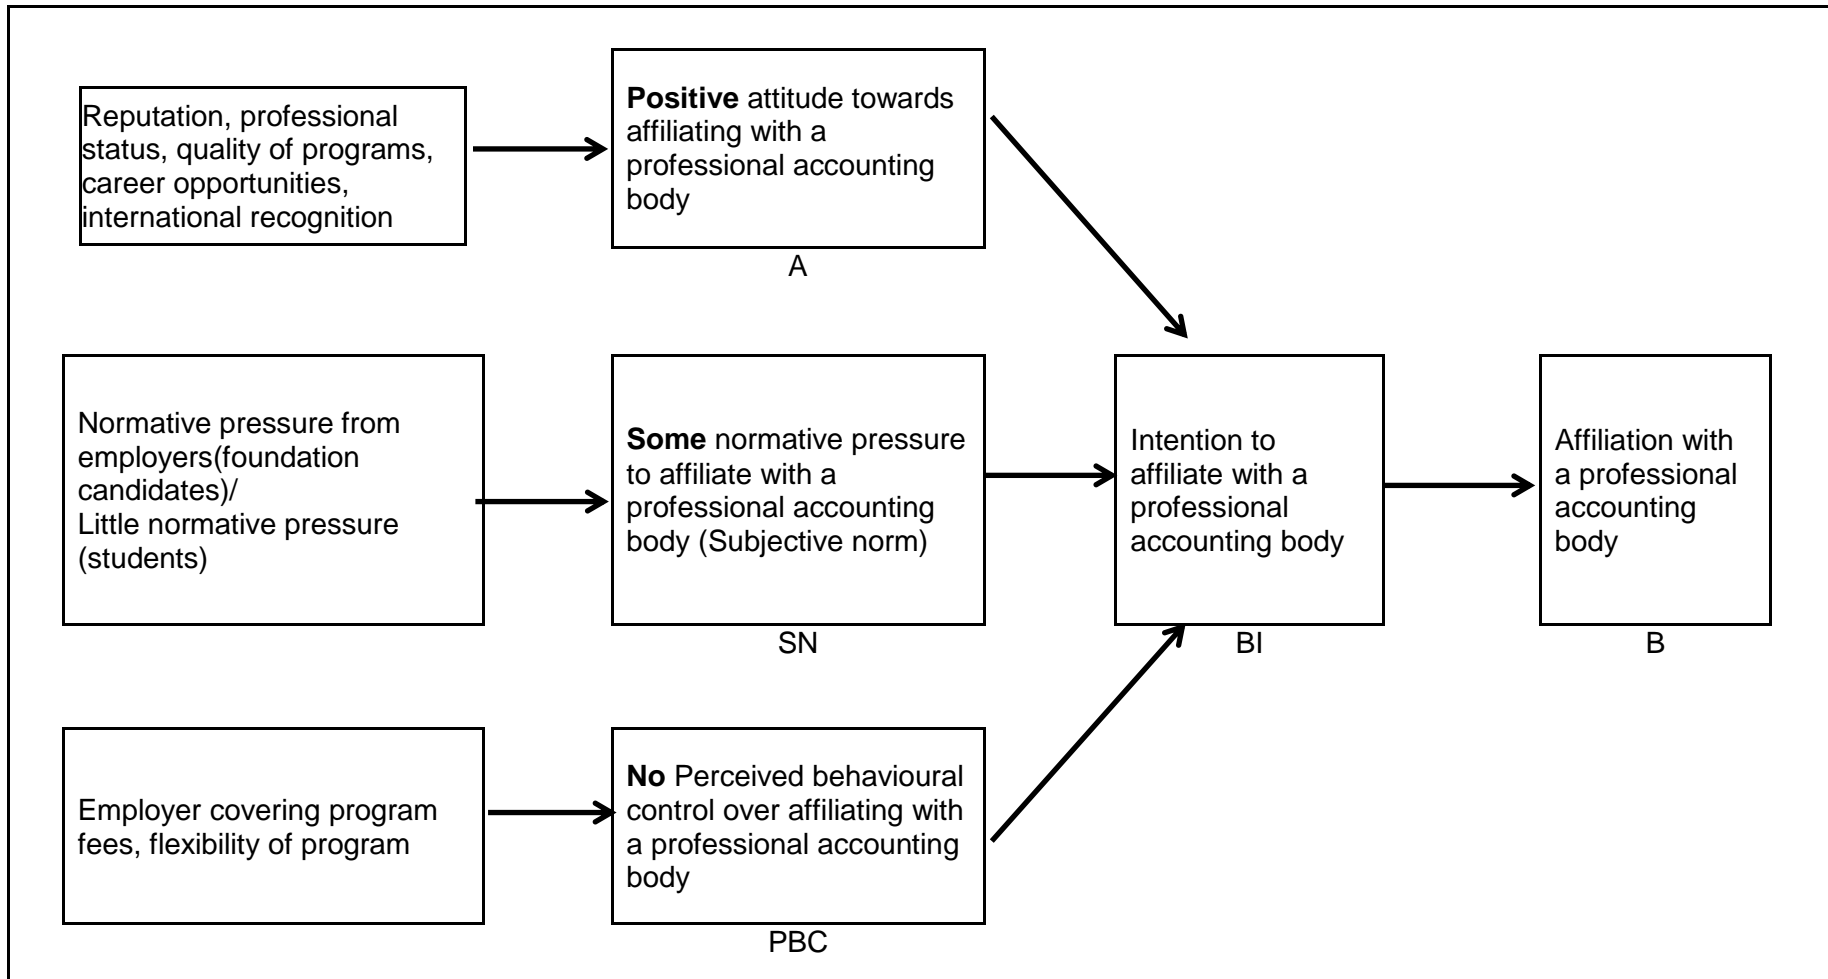 Reputation, professional
status, quality of programs,
career opportunities,
international recognition
Positive attitude towards
affiliating with a
professional accounting
body
A
Normative pressure from
employers(foundation
candidates)/
Little normative pressure
(students)
Some normative pressure
to affiliate with a
professional accounting
body (Subjective norm)
SN
Intention to
affiliate with a
professional
accounting body
BI
Affiliation with
a professional
accounting
body
B
Employer covering program
fees, flexibility of program
No Perceived behavioural
control over affiliating with
a professional accounting
body
PBC